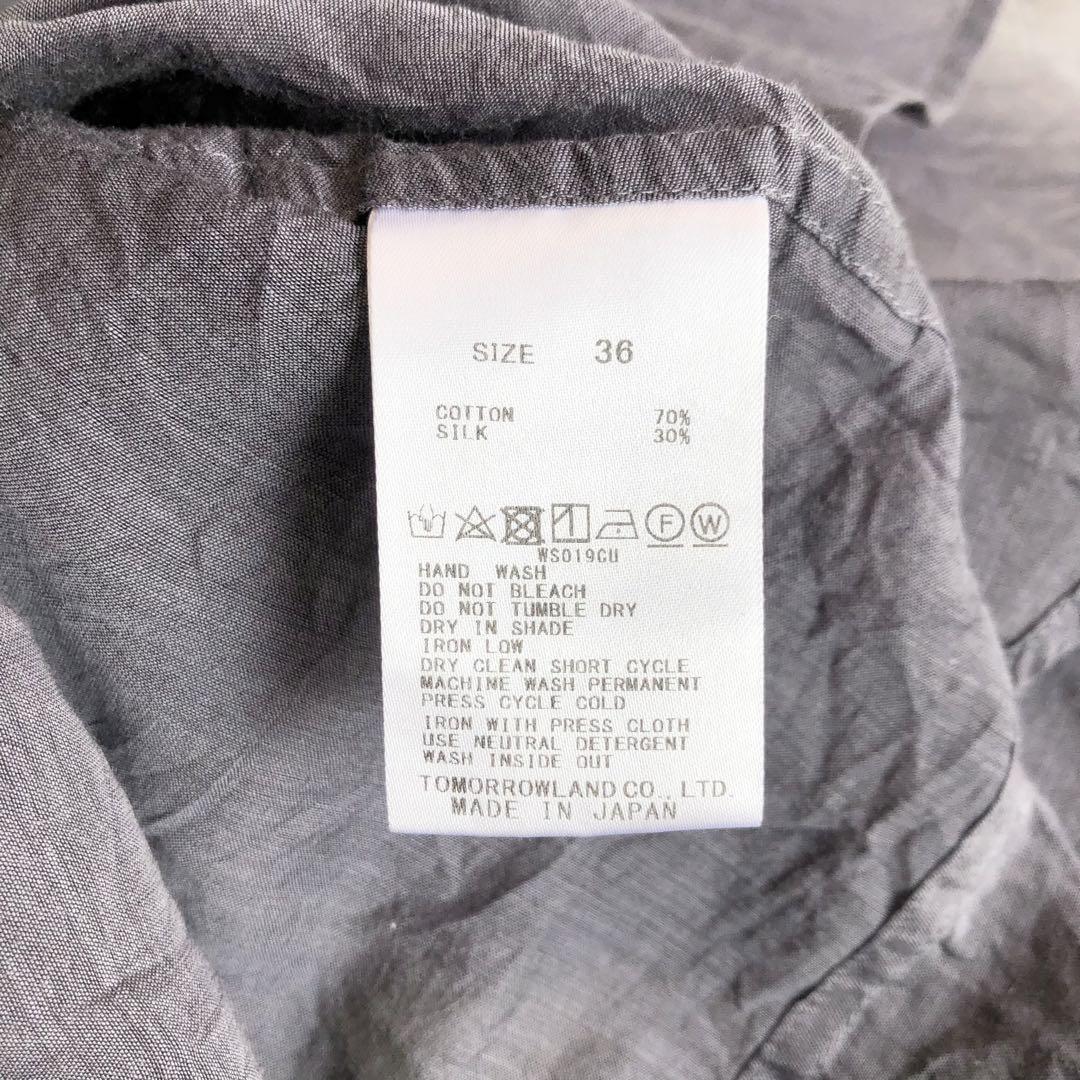 SIZE 36
COTTON 70%
SILK 30%
F W
WS019CU
HAND WASH
DO NOT BLEACH
DO NOT TUMBLE DRY
DRY IN SHADE
IRON LOW
DRY CLEAN SHORT CYCLE
MACHINE WASH PERMANENT
PRESS CYCLE COLD
IRON WITH PRESS CLOTH
USE NEUTRAL DETERGENT
WASH INSIDE OUT
TOMORROWLAND CO., LTD.
MADE IN JAPAN